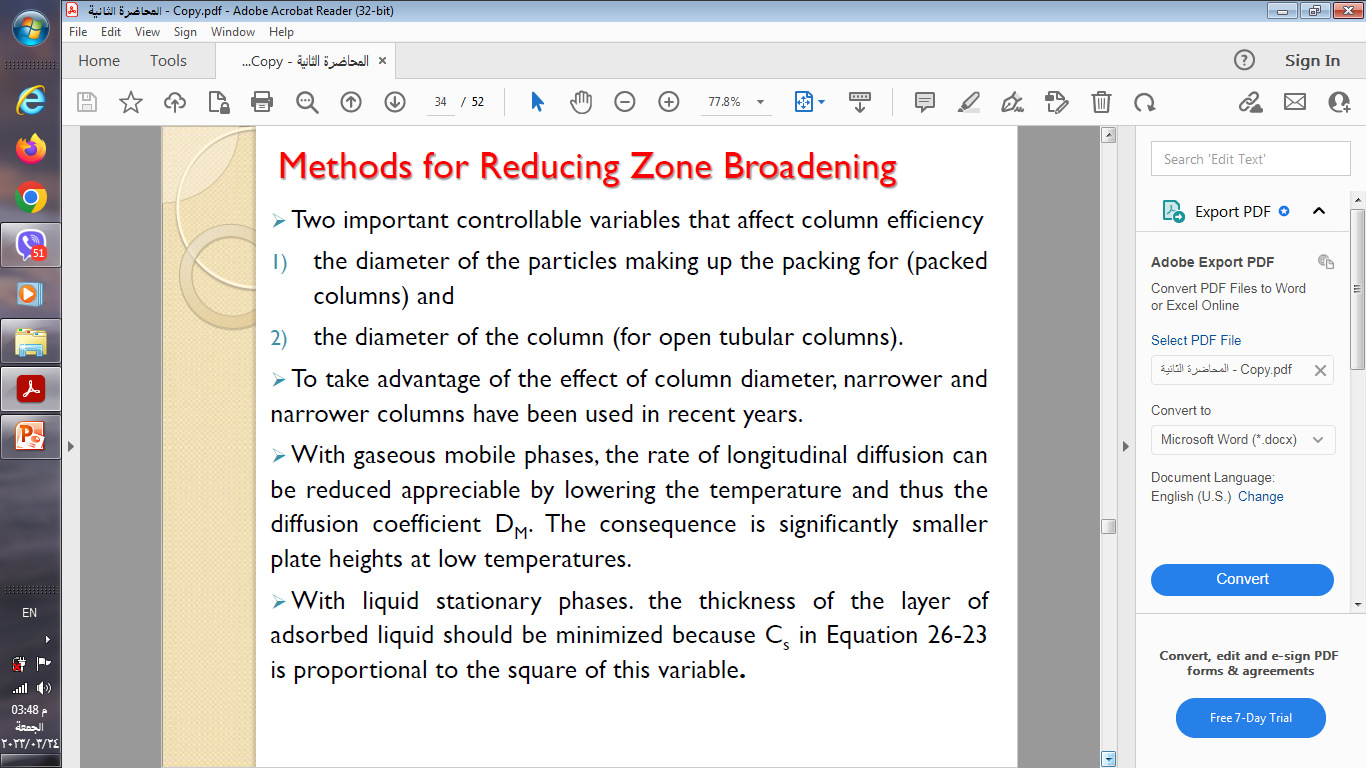 المحاضرة الثانية - Copy.pdf - Adobe Acrobat Reader (32-bit)
File Edit View Sign Window Help
Home Tools ...Copy - المحاضرة الثانية × ? Sign In
34 / 52 77.8%
Methods for Reducing Zone Broadening
Two important controllable variables that affect column efficiency
1) the diameter of the particles making up the packing for (packed
columns) and
2) the diameter of the column (for open tubular columns).
To take advantage of the effect of column diameter, narrower and
narrower columns have been used in recent years.
With gaseous mobile phases, the rate of longitudinal diffusion can
be reduced appreciable by lowering the temperature and thus the
diffusion coefficient DM. The consequence is significantly smaller
plate heights at low temperatures.
With liquid stationary phases. the thickness of the layer of
adsorbed liquid should be minimized because Cs in Equation 26-23
is proportional to the square of this variable.
Search 'Edit Text'
Export PDF
Adobe Export PDF
Convert PDF Files to Word
or Excel Online
Select PDF File
المحاضرة الثانية - Copy.pdf
Convert to
Microsoft Word (*.docx)
Document Language:
English (U.S.) Change
Convert
Convert, edit and e-sign PDF
forms & agreements
Free 7-Day Trial
51
EN
03:48 م
الجمعة
٢٠٢٣/٠٣/٢٤